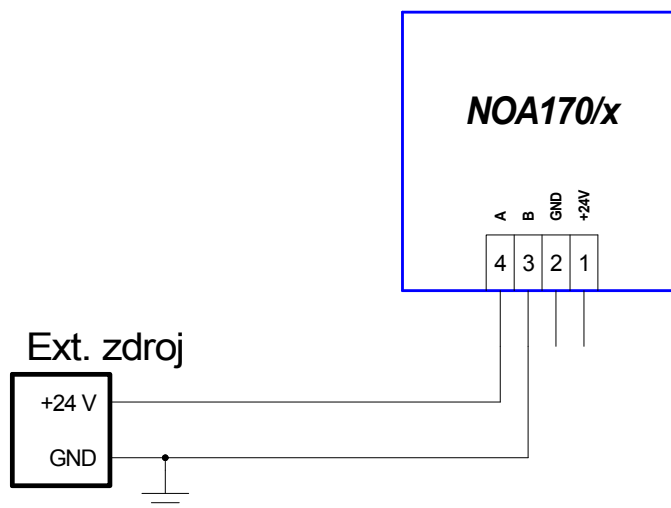 NOA170/x
A B GND +24V
4 3 2 1
Ext. zdroj
+24 V
GND